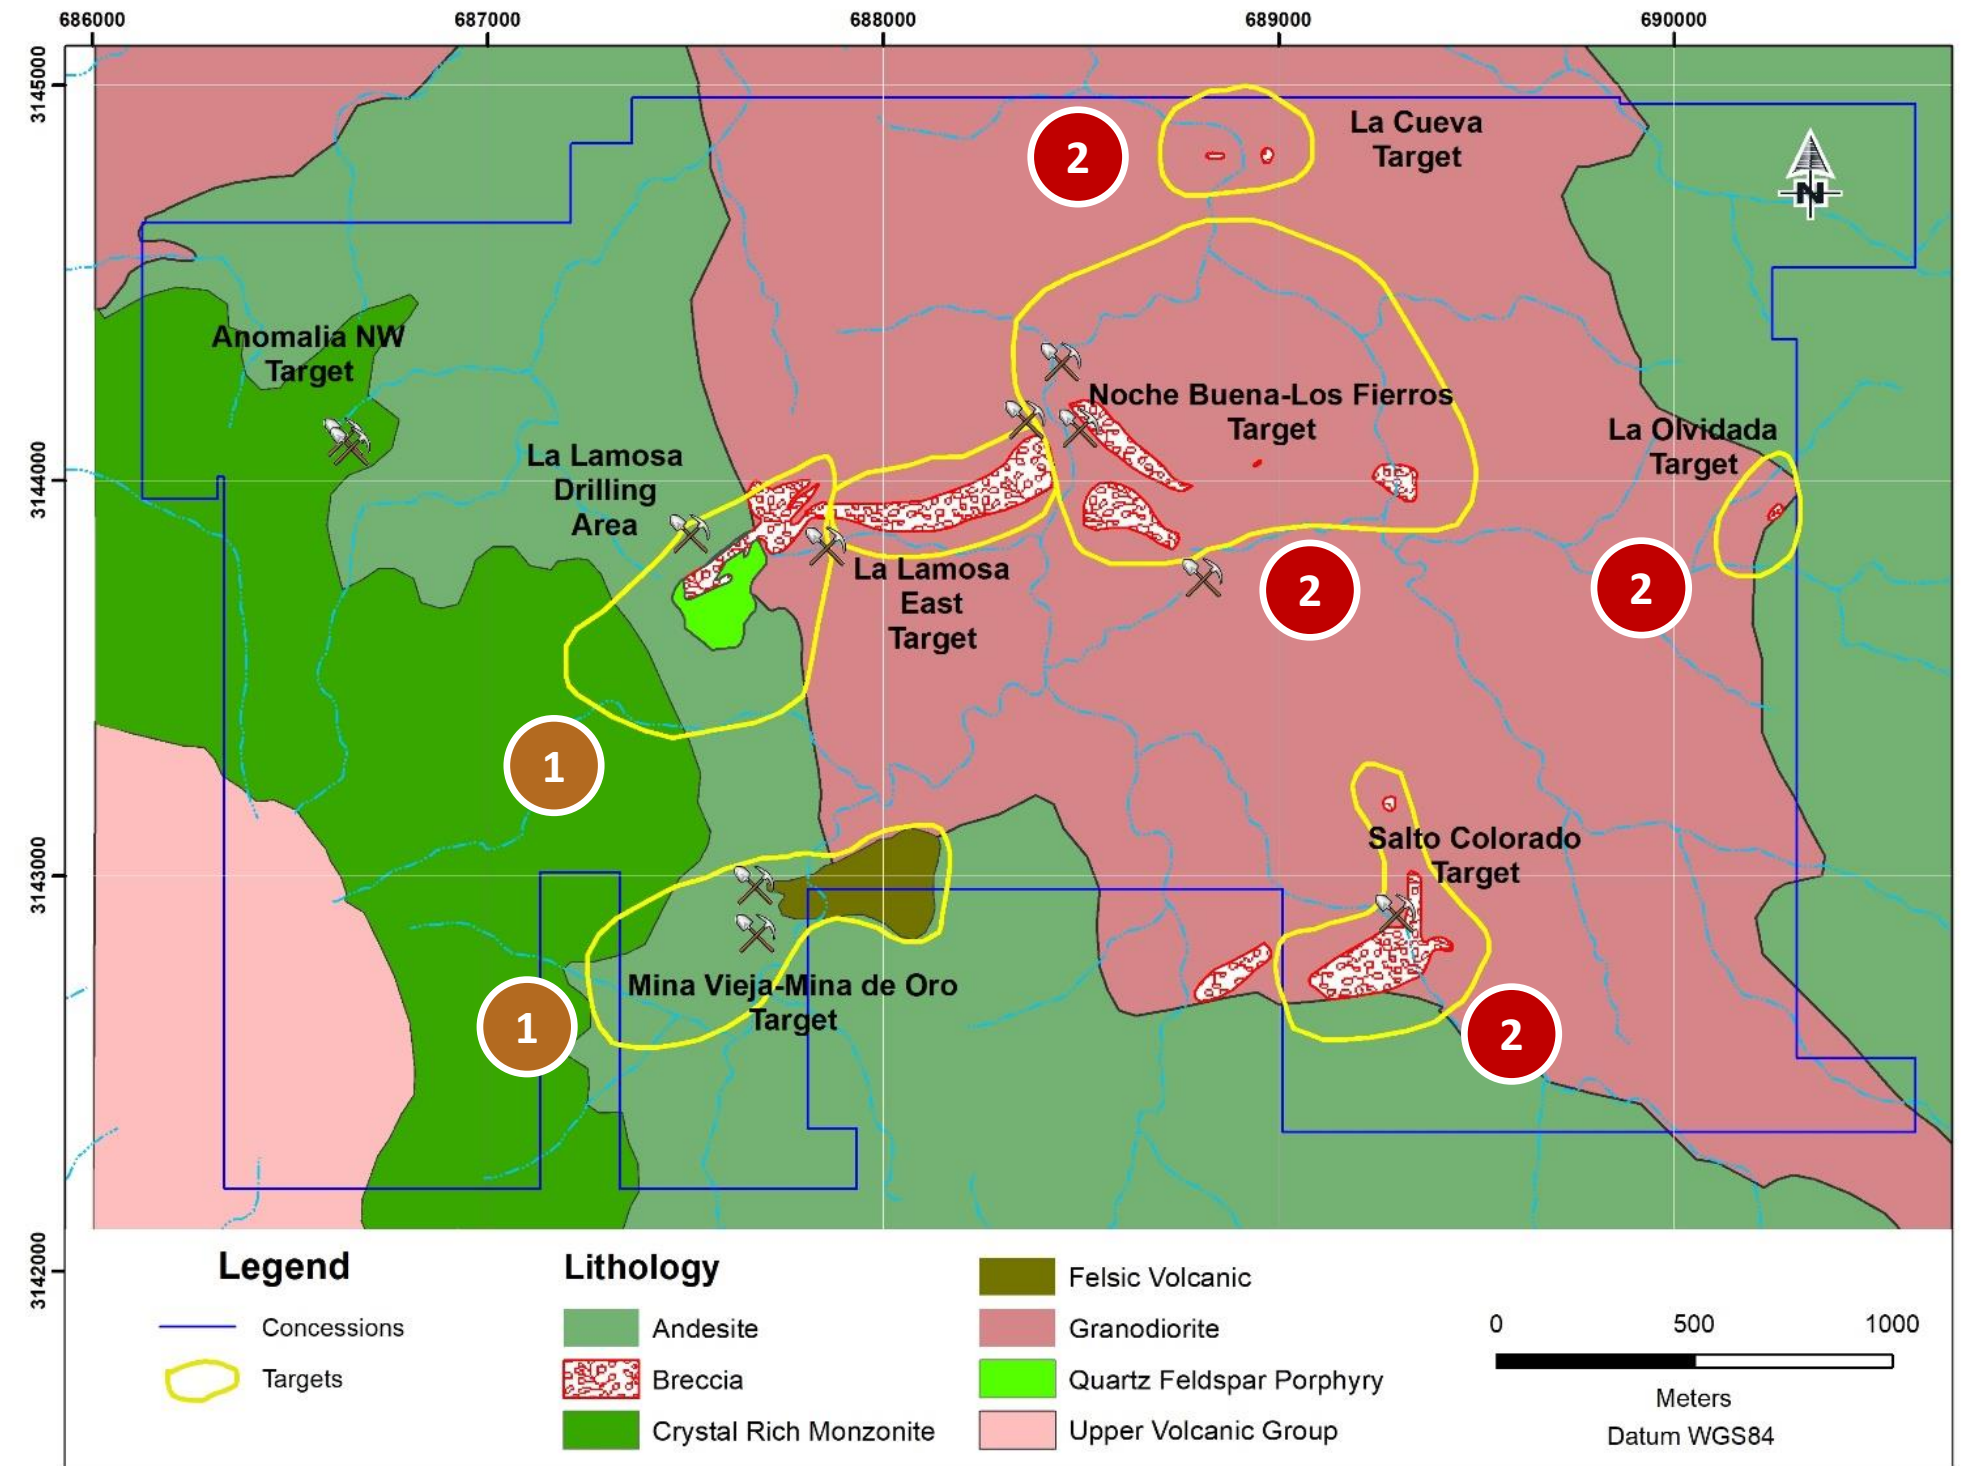 686000
687000
688000
689000
690000
3145000
3144000
3143000
3142000
La Cueva
Target
2
N
Anomalia NW
Target
Noche Buena-Los Fierros
Target
La Olvidada
Target
La Lamosa
Drilling
Area
La Lamosa
East
Target
2
2
1
Salto Colorado
Target
Mina Vieja-Mina de Oro
Target
1
2
Legend
Concessions
Targets
Lithology
Andesite
Breccia
Crystal Rich Monzonite
Felsic Volcanic
Granodiorite
Quartz Feldspar Porphyry
Upper Volcanic Group
0
500
1000
Meters
Datum WGS84